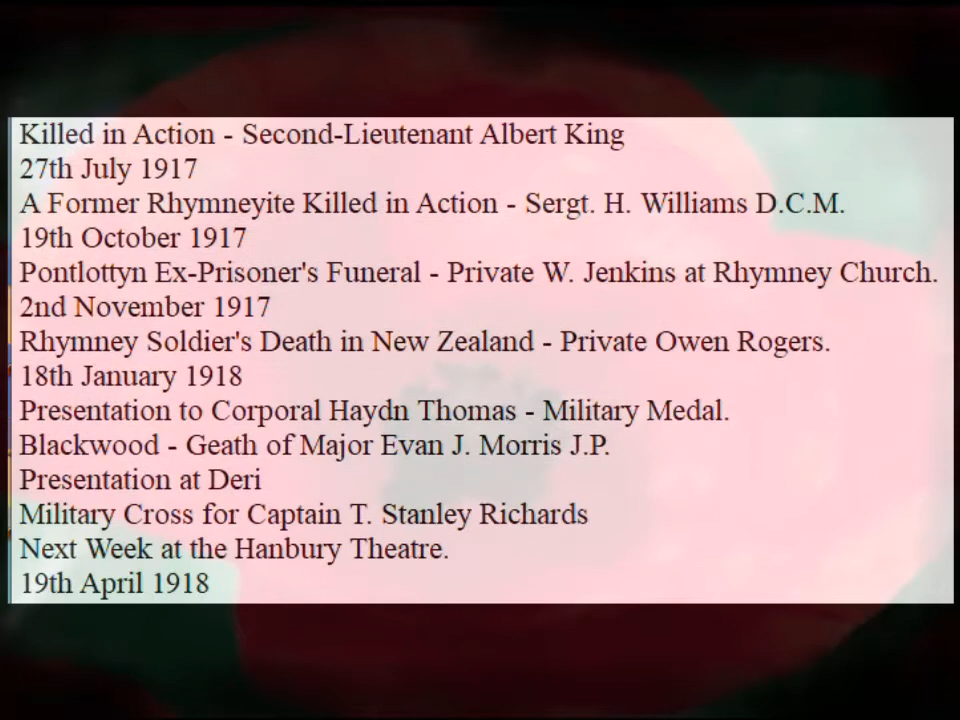 Killed in Action - Second-Lieutenant Albert King
27th July 1917
A Former Rhymneyite Killed in Action - Sergt. H. Williams D.C.M.
19th October 1917
Pontlottyn Ex-Prisoner's Funeral - Private W. Jenkins at Rhymney Church.
2nd November 1917
Rhymney Soldier's Death in New Zealand - Private Owen Rogers.
18th January 1918
Presentation to Corporal Haydn Thomas - Military Medal.
Blackwood - Geath of Major Evan J. Morris J.P.
Presentation at Deri
Military Cross for Captain T. Stanley Richards
Next Week at the Hanbury Theatre.
19th April 1918